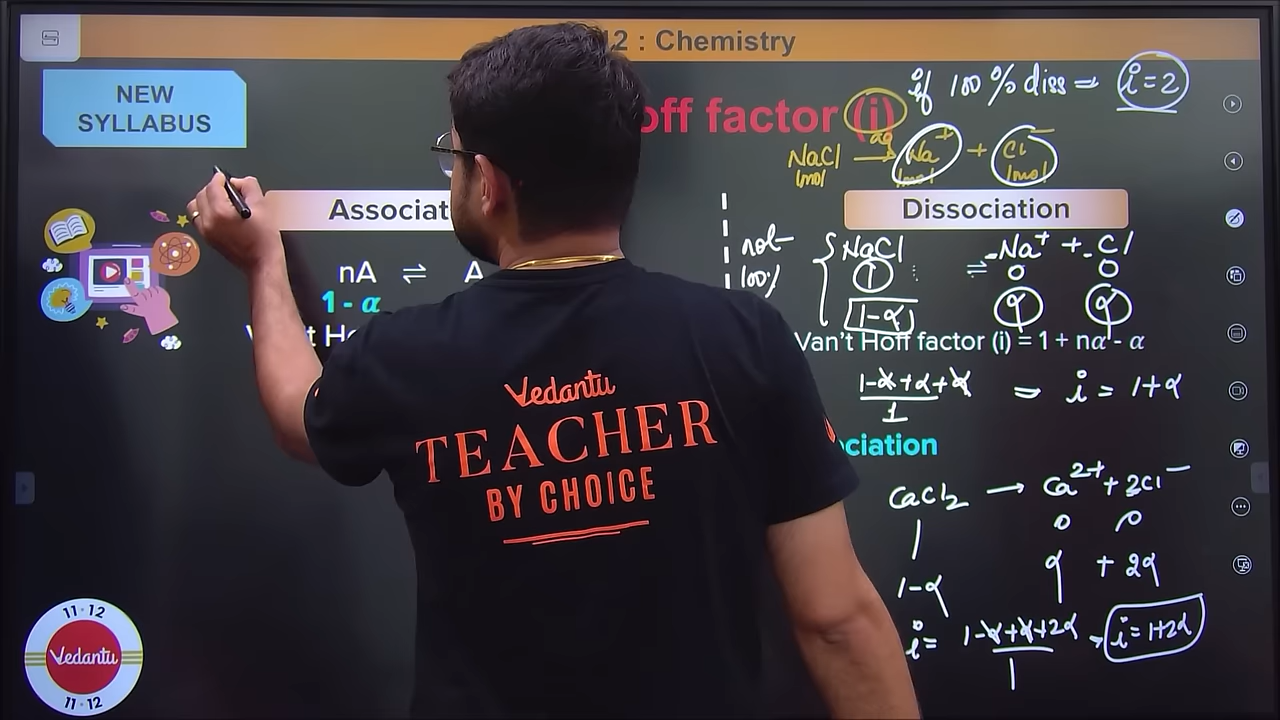 12 : Chemistry
NEW
SYLLABUS
off factor (i)
if 100 % diss ⇒ i=2
NaCl aq→ Na⁺ + Cl⁻
1mol 1mol 1mol
Associat
nA ⇌ A
1 - α
Dissociation
not-
100%
NaCl ⇌ Na⁺ + Cl
1 0 0
1-α α α
Van't Hoff factor (i) = 1 + nα - α
1-α+α+α
1
⇒ i = 1+α
ciation
CaCl₂ → Ca²⁺ + 2Cl⁻
1 0 0
1-α α + 2α
i = 1-α+α+2α
1
i=1+2α
Vedantu
TEACHER
BY CHOICE
11·12
Vedantu
11·12